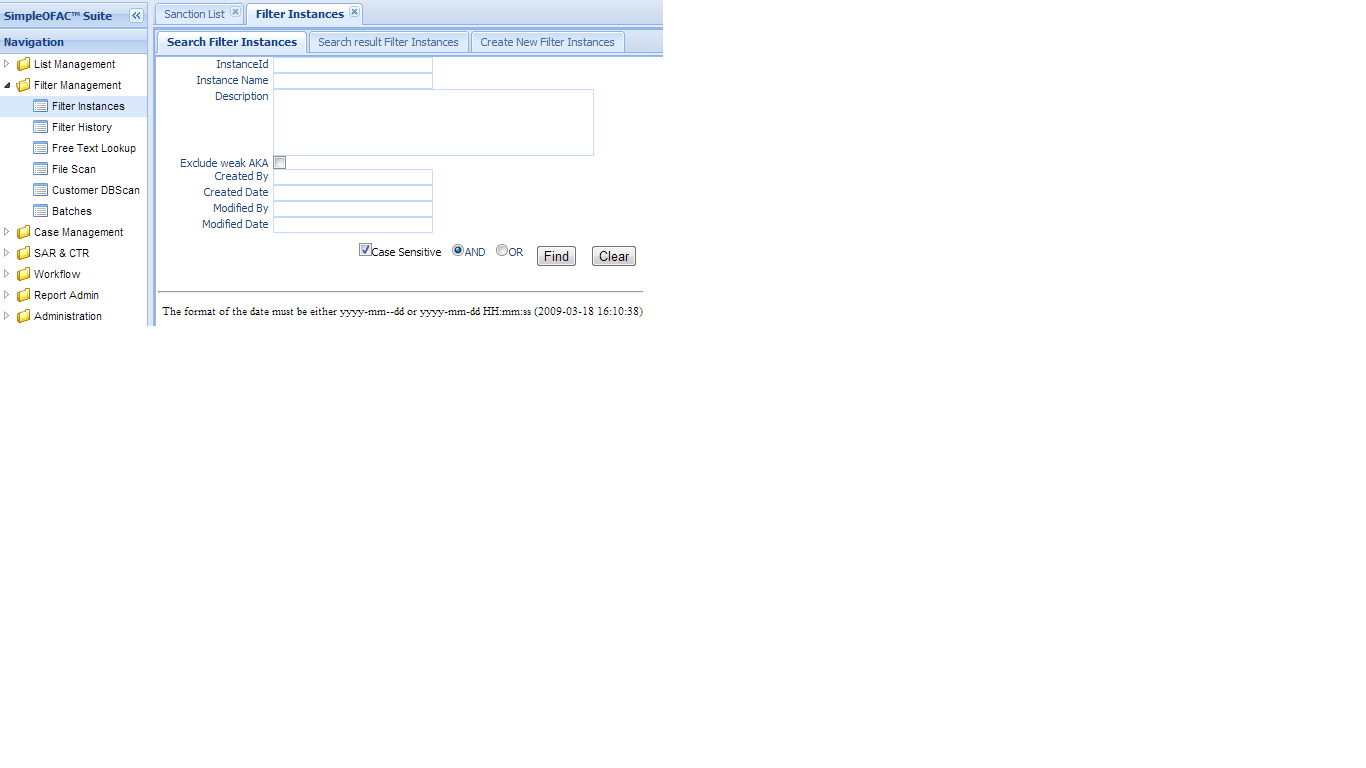 SimpleOFAC™ Suite
Navigation
List Management
Filter Management
Filter Instances
Filter History
Free Text Lookup
File Scan
Customer DBScan
Batches
Case Management
SAR & CTR
Workflow
Report Admin
Administration
Sanction List
Filter Instances
Search Filter Instances
Search result Filter Instances
Create New Filter Instances
InstanceId
Instance Name
Description
Exclude weak AKA
Created By
Created Date
Modified By
Modified Date
Case Sensitive AND OR Find Clear
The format of the date must be either yyyy-mm--dd or yyyy-mm-dd HH:mm:ss (2009-03-18 16:10:38)